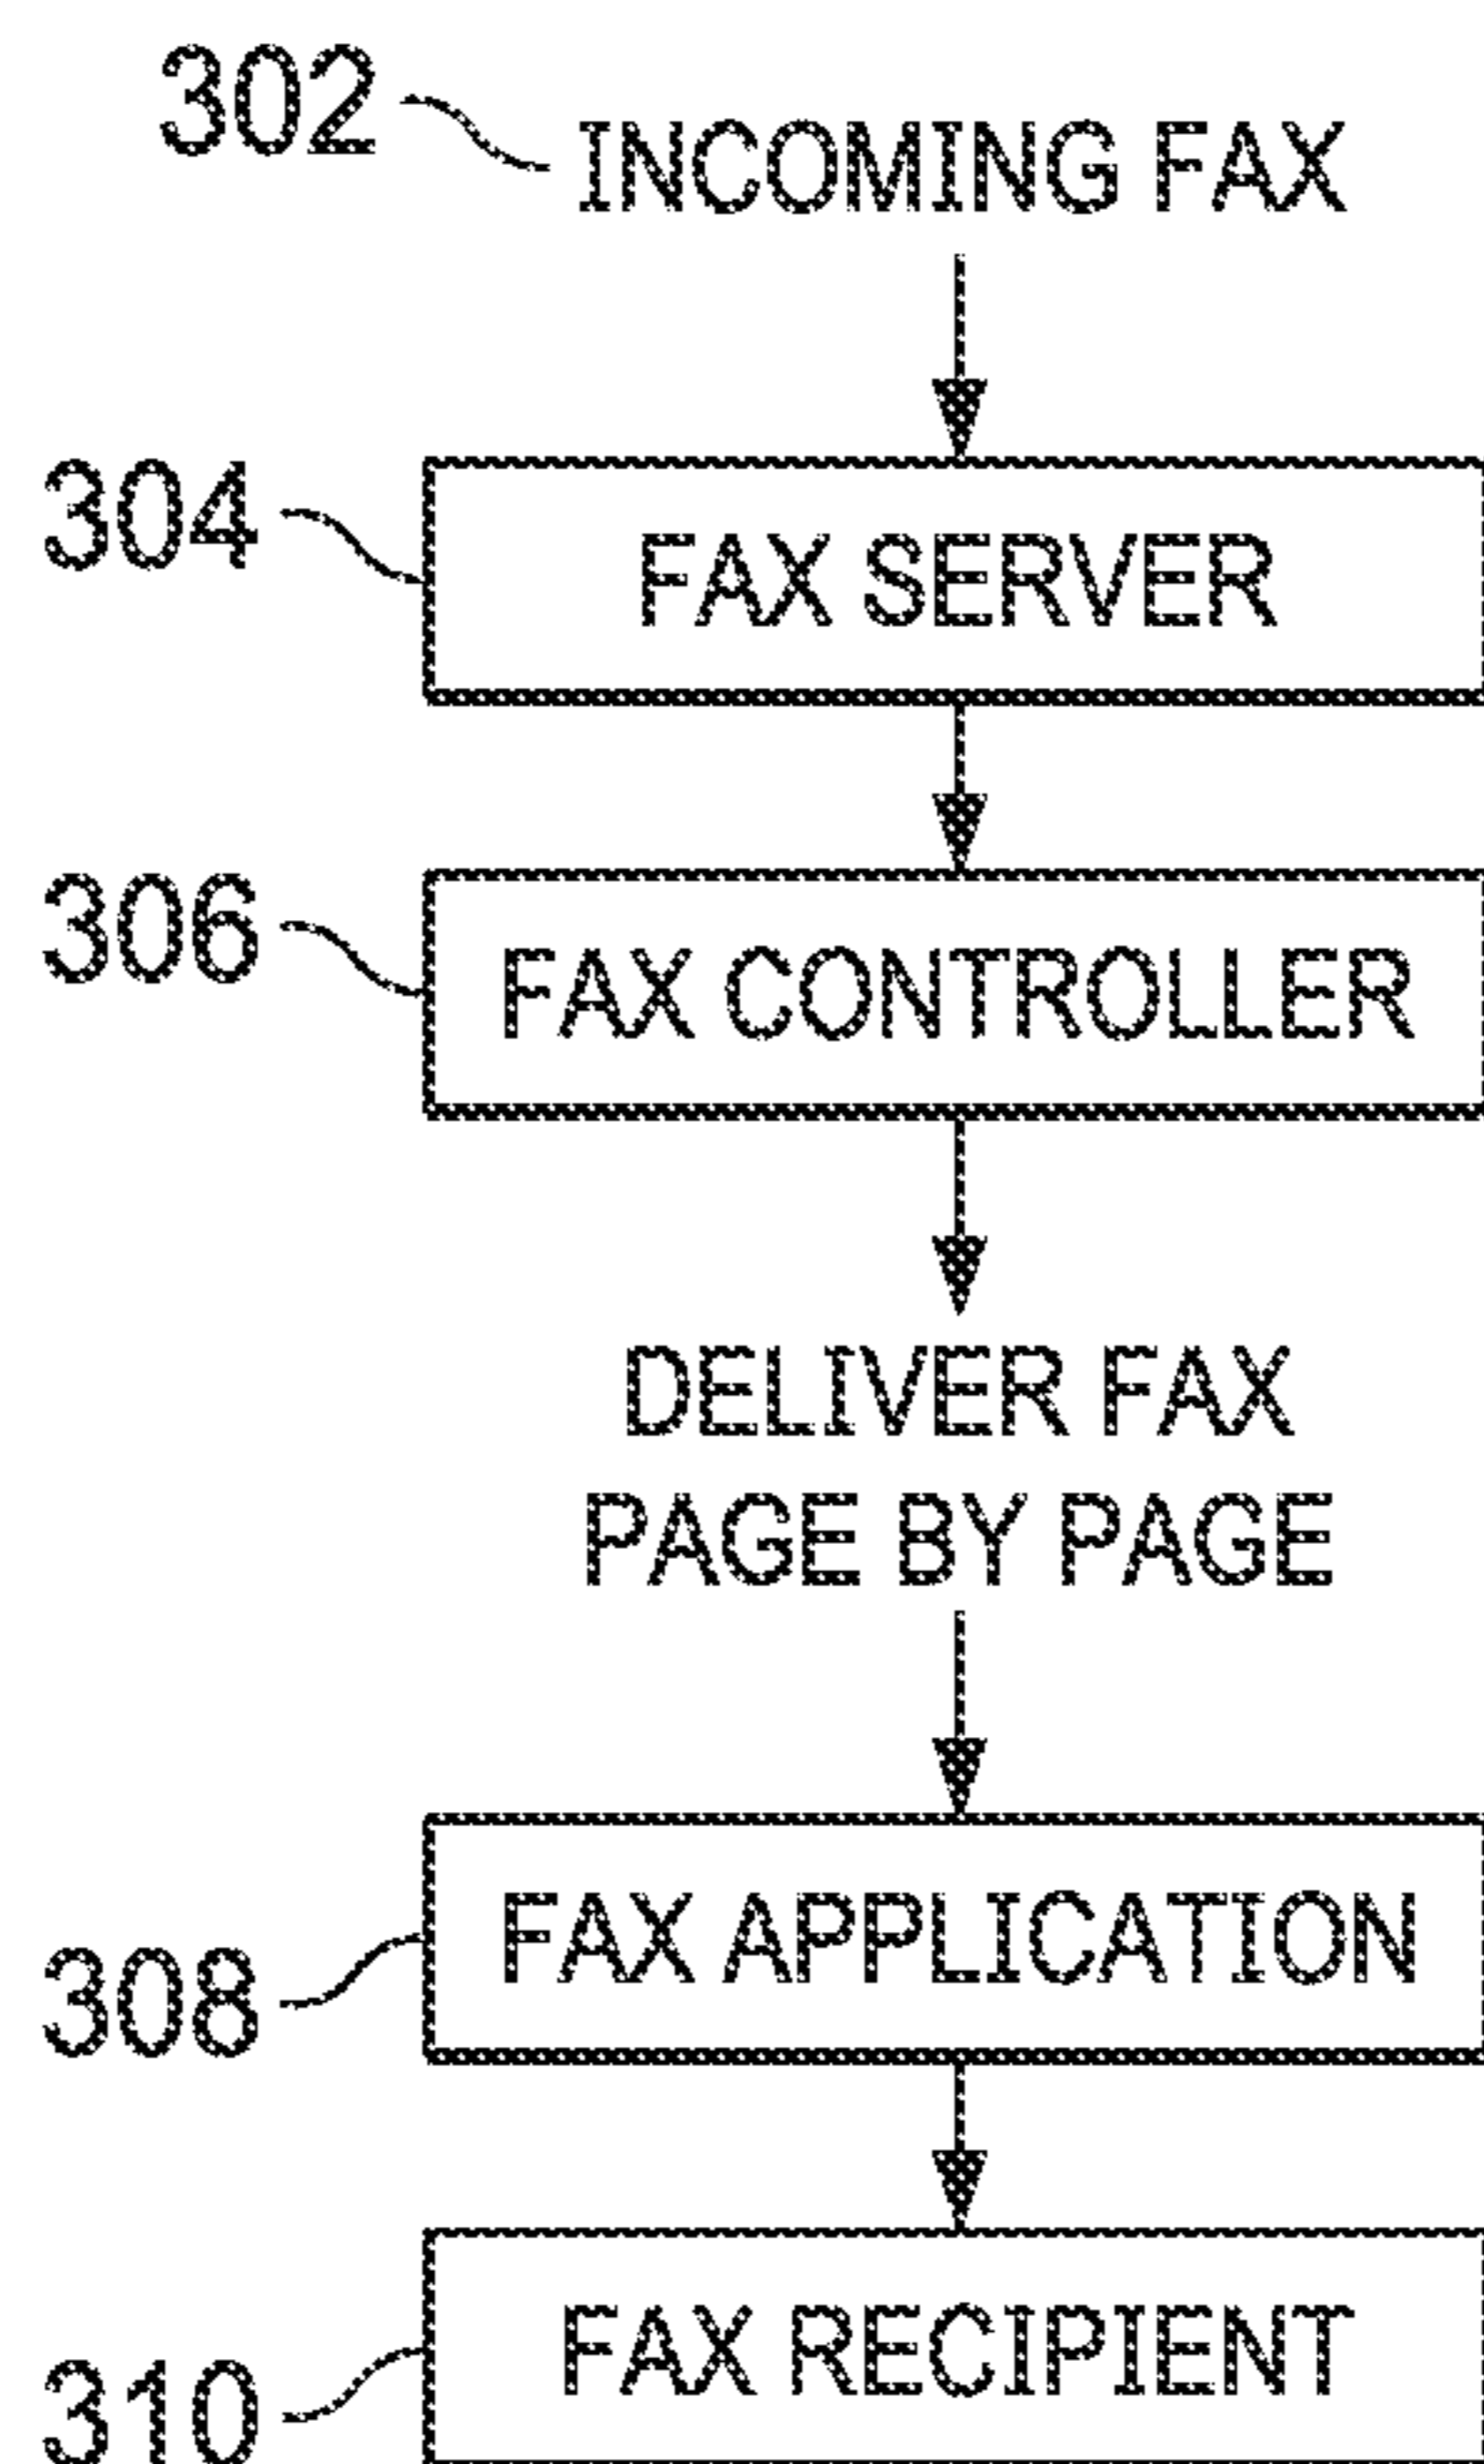 302
INCOMING FAX
304
FAX SERVER
306
FAX CONTROLLER
DELIVER FAX
PAGE BY PAGE
308
FAX APPLICATION
310
FAX RECIPIENT